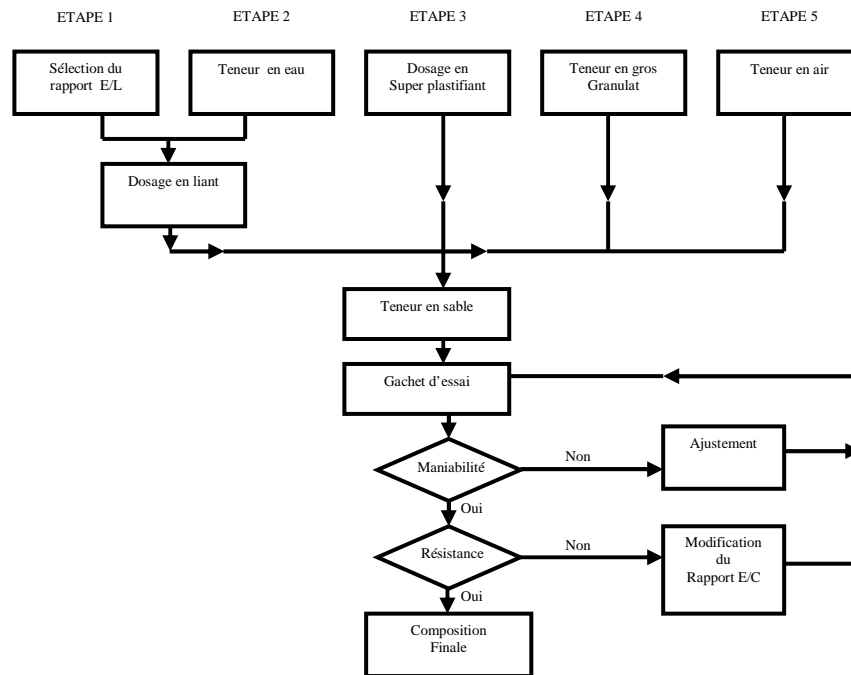 ETAPE 1
ETAPE 2
ETAPE 3
ETAPE 4
ETAPE 5
Sélection du
rapport E/L
Teneur en eau
Dosage en
Super plastifiant
Teneur en gros
Granulat
Teneur en air
Dosage en liant
Teneur en sable
Gachet d'essai
Maniabilité
Non
Ajustement
Oui
Résistance
Non
Modification
du
Rapport E/C
Oui
Composition
Finale